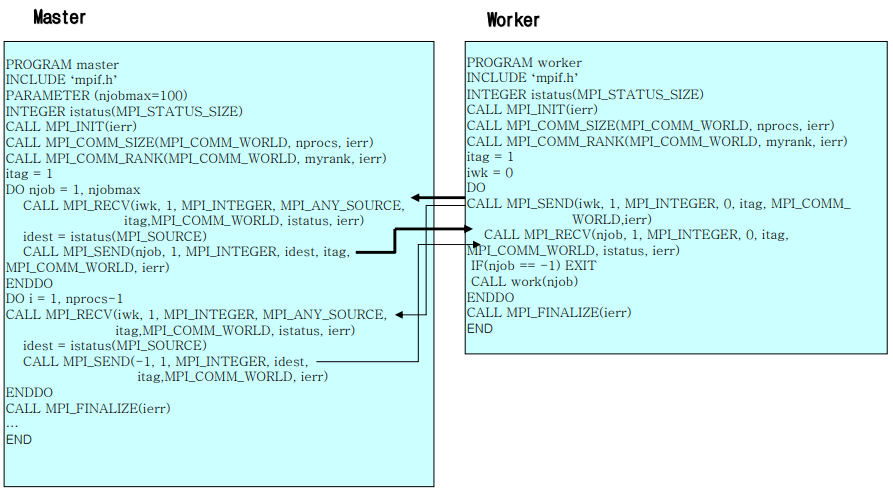 Master
PROGRAM master
INCLUDE ‘mpif.h’
PARAMETER (njobmax=100)
INTEGER istatus(MPI_STATUS_SIZE)
CALL MPI_INIT(ierr)
CALL MPI_COMM_SIZE(MPI_COMM_WORLD, nprocs, ierr)
CALL MPI_COMM_RANK(MPI_COMM_WORLD, myrank, ierr)
itag = 1
DO njob = 1, njobmax
CALL MPI_RECV(iwk, 1, MPI_INTEGER, MPI_ANY_SOURCE,
itag,MPI_COMM_WORLD, istatus, ierr)
idest = istatus(MPI_SOURCE)
CALL MPI_SEND(njob, 1, MPI_INTEGER, idest, itag,
MPI_COMM_WORLD, ierr)
ENDDO
DO i = 1, nprocs-1
CALL MPI_RECV(iwk, 1, MPI_INTEGER, MPI_ANY_SOURCE,
itag,MPI_COMM_WORLD, istatus, ierr)
idest = istatus(MPI_SOURCE)
CALL MPI_SEND(-1, 1, MPI_INTEGER, idest,
itag,MPI_COMM_WORLD, ierr)
ENDDO
CALL MPI_FINALIZE(ierr)
…
END
Worker
PROGRAM worker
INCLUDE ‘mpif.h’
INTEGER istatus(MPI_STATUS_SIZE)
CALL MPI_INIT(ierr)
CALL MPI_COMM_SIZE(MPI_COMM_WORLD, nprocs, ierr)
CALL MPI_COMM_RANK(MPI_COMM_WORLD, myrank, ierr)
itag = 1
iwk = 0
DO
CALL MPI_SEND(iwk, 1, MPI_INTEGER, 0, itag, MPI_COMM_
WORLD,ierr)
CALL MPI_RECV(njob, 1, MPI_INTEGER, 0, itag,
MPI_COMM_WORLD, istatus, ierr)
IF(njob == -1) EXIT
CALL work(njob)
ENDDO
CALL MPI_FINALIZE(ierr)
END